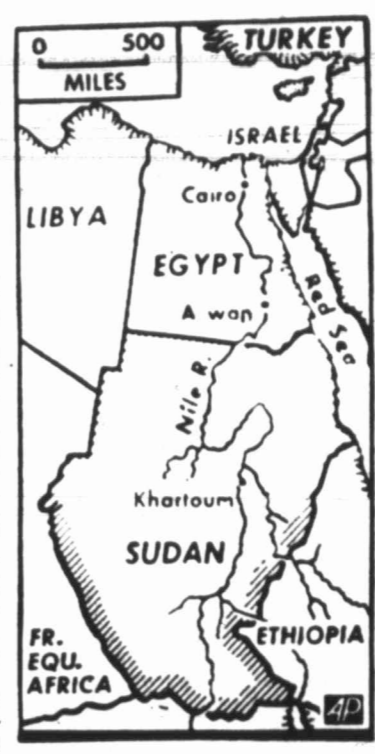 0 500
MILES
TURKEY
ISRAEL
Cairo
LIBYA
EGYPT
A wan
Red Sea
Nile R.
Khartoum
SUDAN
ETHIOPIA
FR.
EQU.
AFRICA
AP